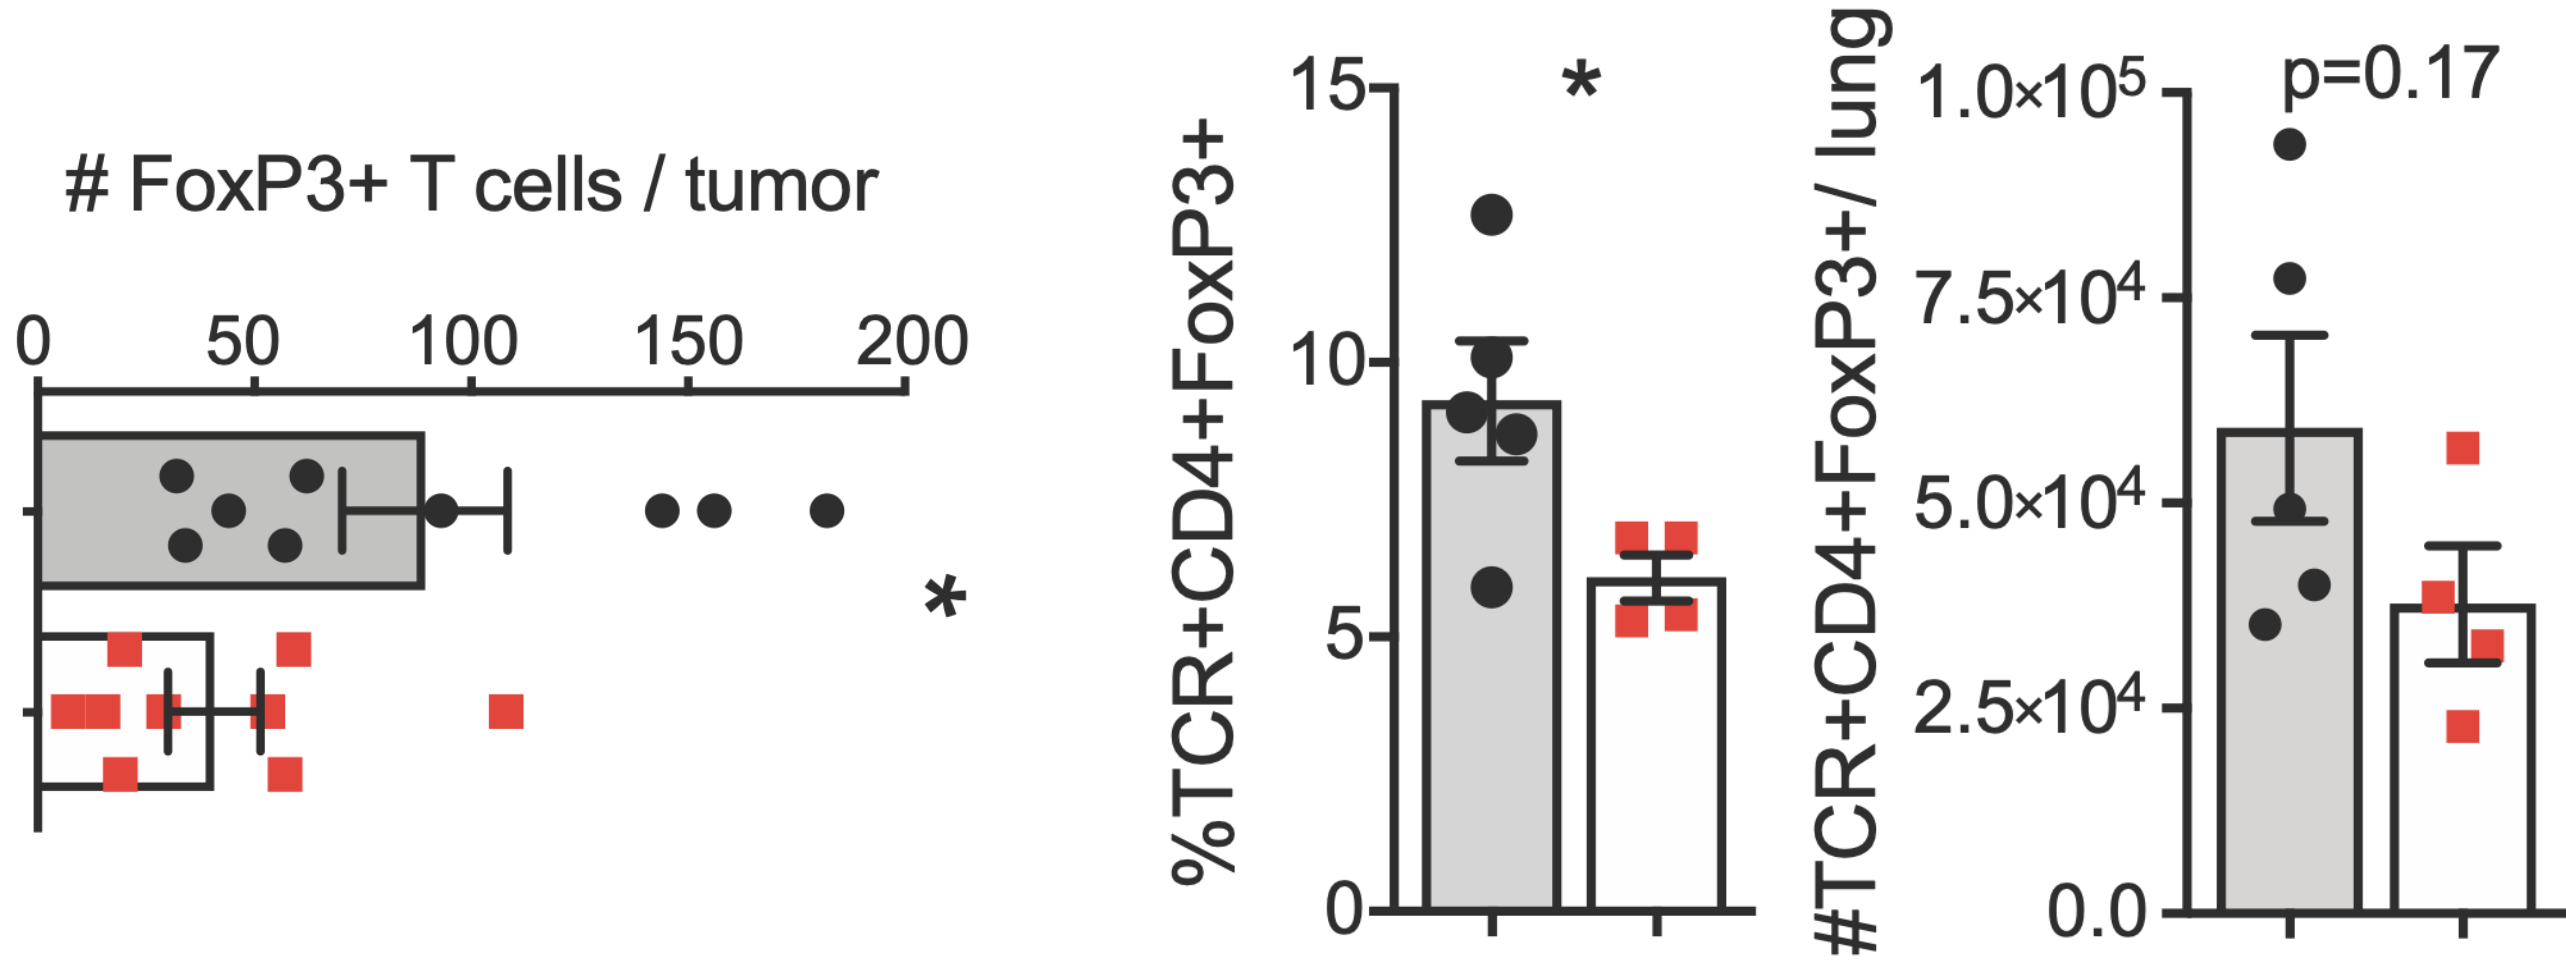 # FoxP3+ T cells / tumor
0 50 100 150 200
*
%TCR+CD4+FoxP3+
15
10
5
0
*
#TCR+CD4+FoxP3+/ lung
1.0×10⁵
7.5×10⁴
5.0×10⁴
2.5×10⁴
0.0
p=0.17